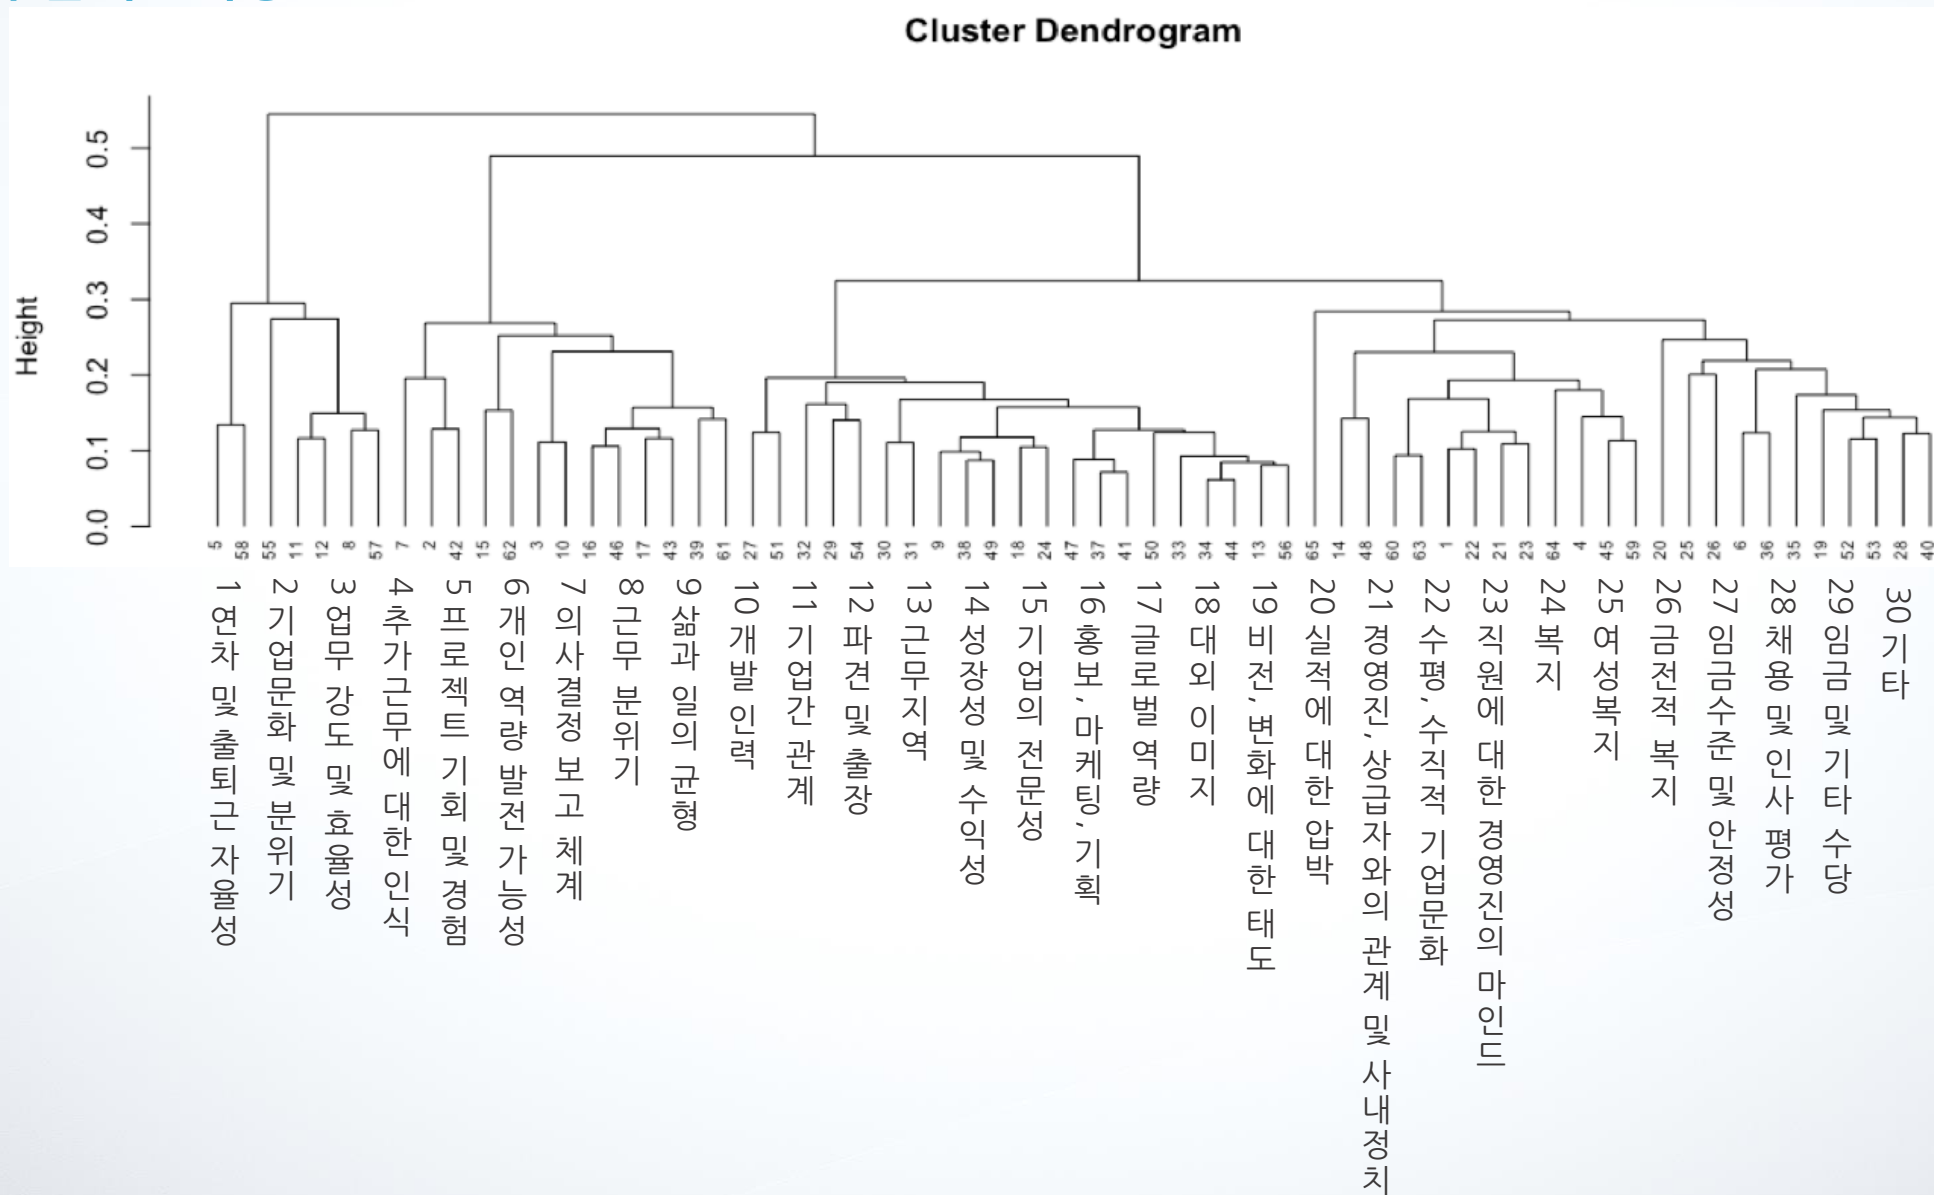 Cluster Dendrogram
Height
0.0 0.1 0.2 0.3 0.4 0.5
5 58 55 11 12 8 57 7 2 42 15 62 3 10 16 46 17 43 39 61 27 51 32 29 54 30 31 9 38 49 18 24 47 37 41 50 33 34 44 13 56 65 14 48 60 63 1 22 21 23 64 4 45 59 20 25 26 6 36 35 19 52 53 28 40
1 연차 및 출퇴근 자율성
2 기업문화 및 분위기
3 업무 강도 및 효율성
4 추가근무에 대한 인식
5 프로젝트 기회 및 경험
6 개인 역량 발전 가능성
7 의사결정 보고 체계
8 근무 분위기
9 삶과 일의 균형
10 개발 인력
11 기업간 관계
12 파견 및 출장
13 근무지역
14 성장성 및 수익성
15 기업의 전문성
16 홍보, 마케팅, 기획
17 글로벌 역량
18 대외 이미지
19 비전, 변화에 대한 태도
20 실적에 대한 압박
21 경영진, 상급자와의 관계 및 사내정치
22 수평, 수직적 기업문화
23 직원에 대한 경영진의 마인드
24 복지
25 여성복지
26 금전적 복지
27 임금수준 및 안정성
28 채용 및 인사 평가
29 임금 및 기타 수당
30 기타